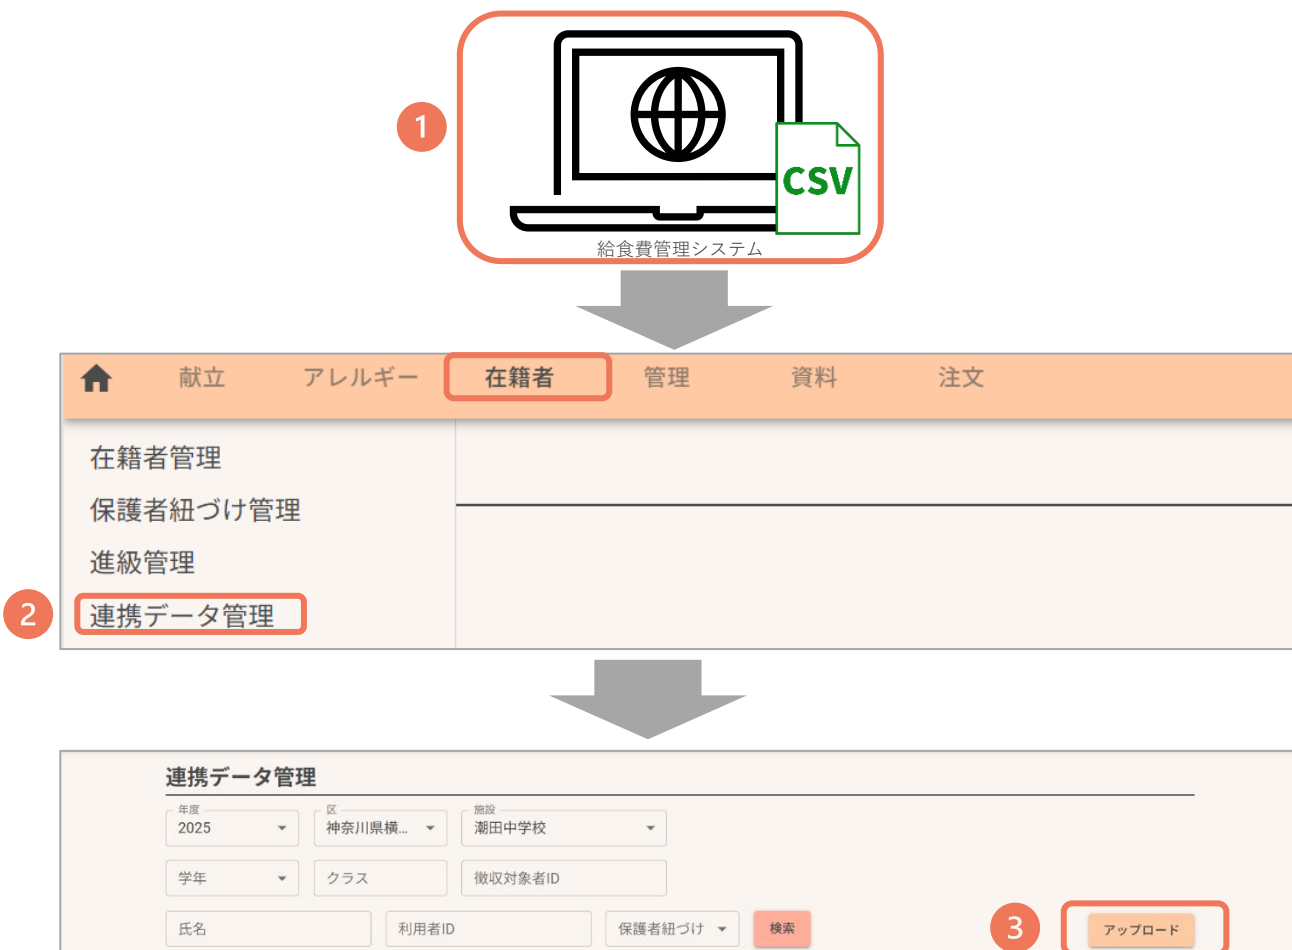 1
CSV
給食費管理システム
献立 アレルギー 在籍者 管理 資料 注文
在籍者管理
保護者紐づけ管理
進級管理
2 連携データ管理
連携データ管理
年度 区 施設
2025 神奈川県横... 潮田中学校
学年 クラス 徴収対象者ID
氏名 利用者ID 保護者紐づけ 検索 3 アップロード